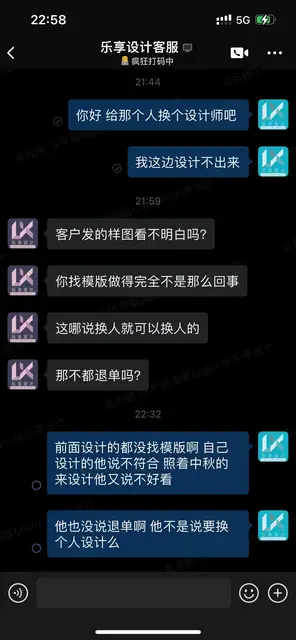 22:58
5G
乐享设计客服
疯狂打码中
21:44
你好 给那个人换个设计师吧
我这边设计不出来
21:59
客户发的样图看不明白吗?
你找模版做得完全不是那么回事
这哪说换人就可以换人的
那不都退单吗?
22:32
前面设计的都没找模版啊 自己
设计的他说不符合 照着中秋的
来设计他又说不好看
他也没说退单啊 他不是说要换
个人设计么